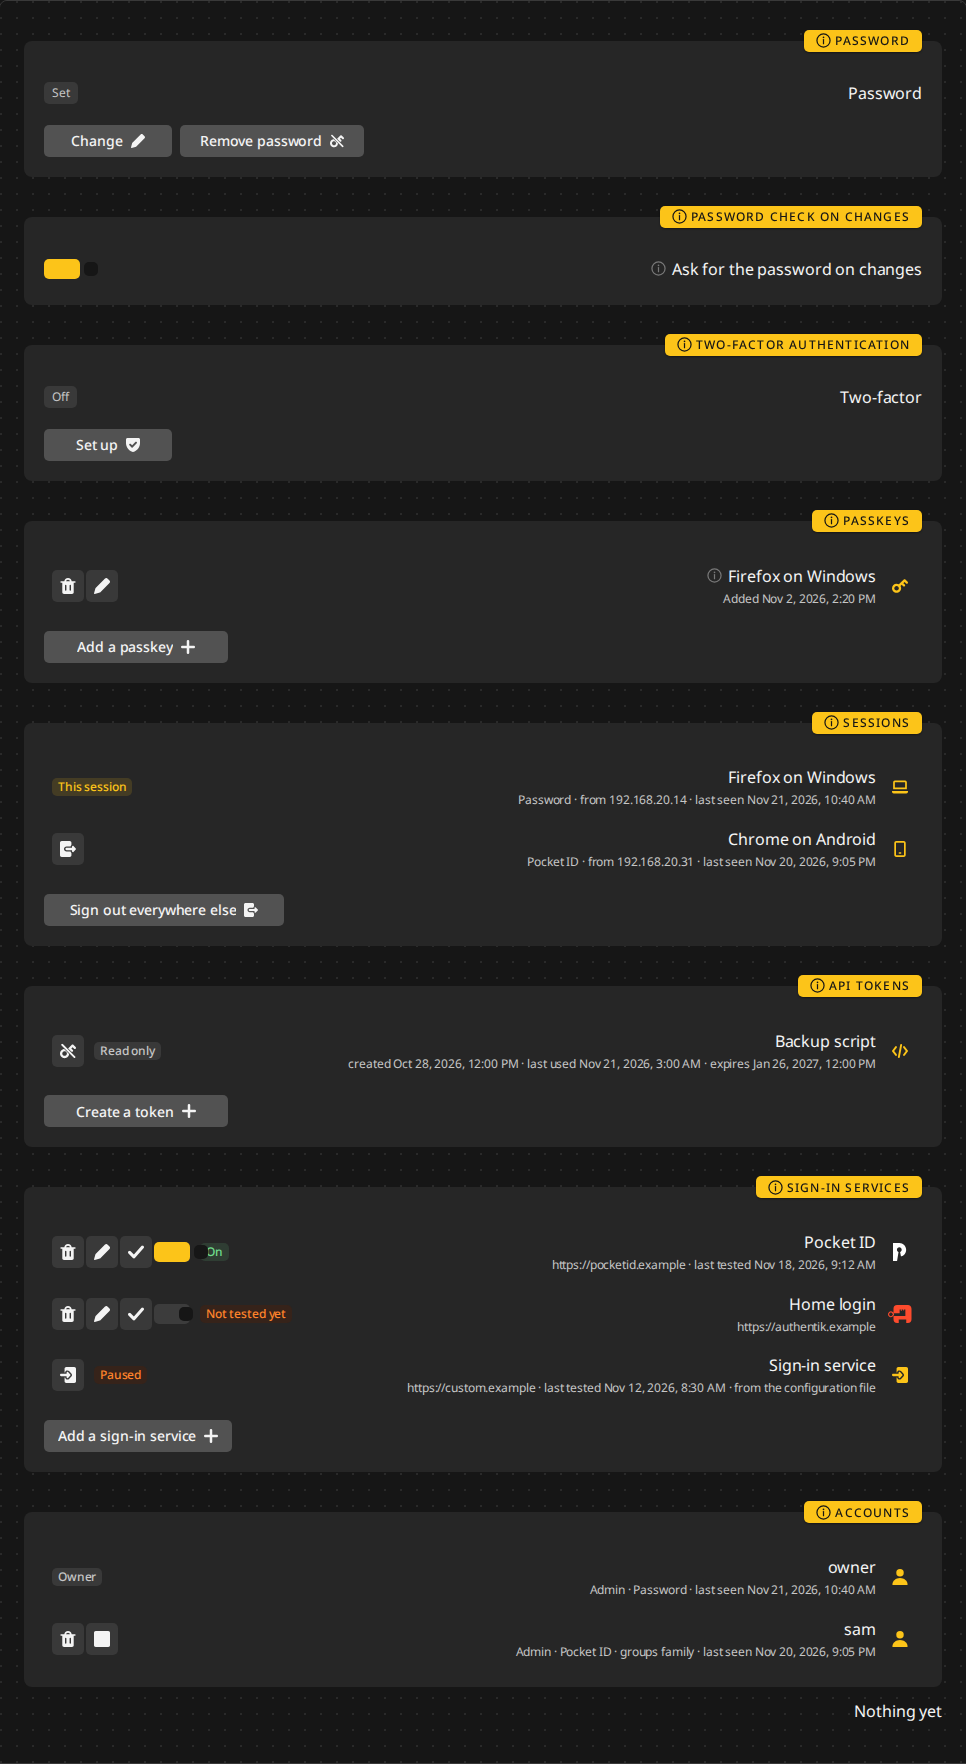 PASSWORD
Password
Set
Change
Remove password
PASSWORD CHECK ON CHANGES
Ask for the password on changes
TWO-FACTOR AUTHENTICATION
Two-factor
Off
Set up
PASSKEYS
Firefox on Windows
Added Nov 2, 2026, 2:20 PM
Add a passkey
SESSIONS
Firefox on Windows
Password · from 192.168.20.14 · last seen Nov 21, 2026, 10:40 AM
This session
Chrome on Android
Pocket ID · from 192.168.20.31 · last seen Nov 20, 2026, 9:05 PM
Sign out everywhere else
API TOKENS
Backup script
created Oct 28, 2026, 12:00 PM · last used Nov 21, 2026, 3:00 AM · expires Jan 26, 2027, 12:00 PM
Read only
Create a token
SIGN-IN SERVICES
Pocket ID
https://pocketid.example · last tested Nov 18, 2026, 9:12 AM
On
Home login
https://authentik.example
Not tested yet
Sign-in service
https://custom.example · last tested Nov 12, 2026, 8:30 AM · from the configuration file
Paused
Add a sign-in service
ACCOUNTS
owner
Admin · Password · last seen Nov 21, 2026, 10:40 AM
Owner
sam
Admin · Pocket ID · groups family · last seen Nov 20, 2026, 9:05 PM
Nothing yet